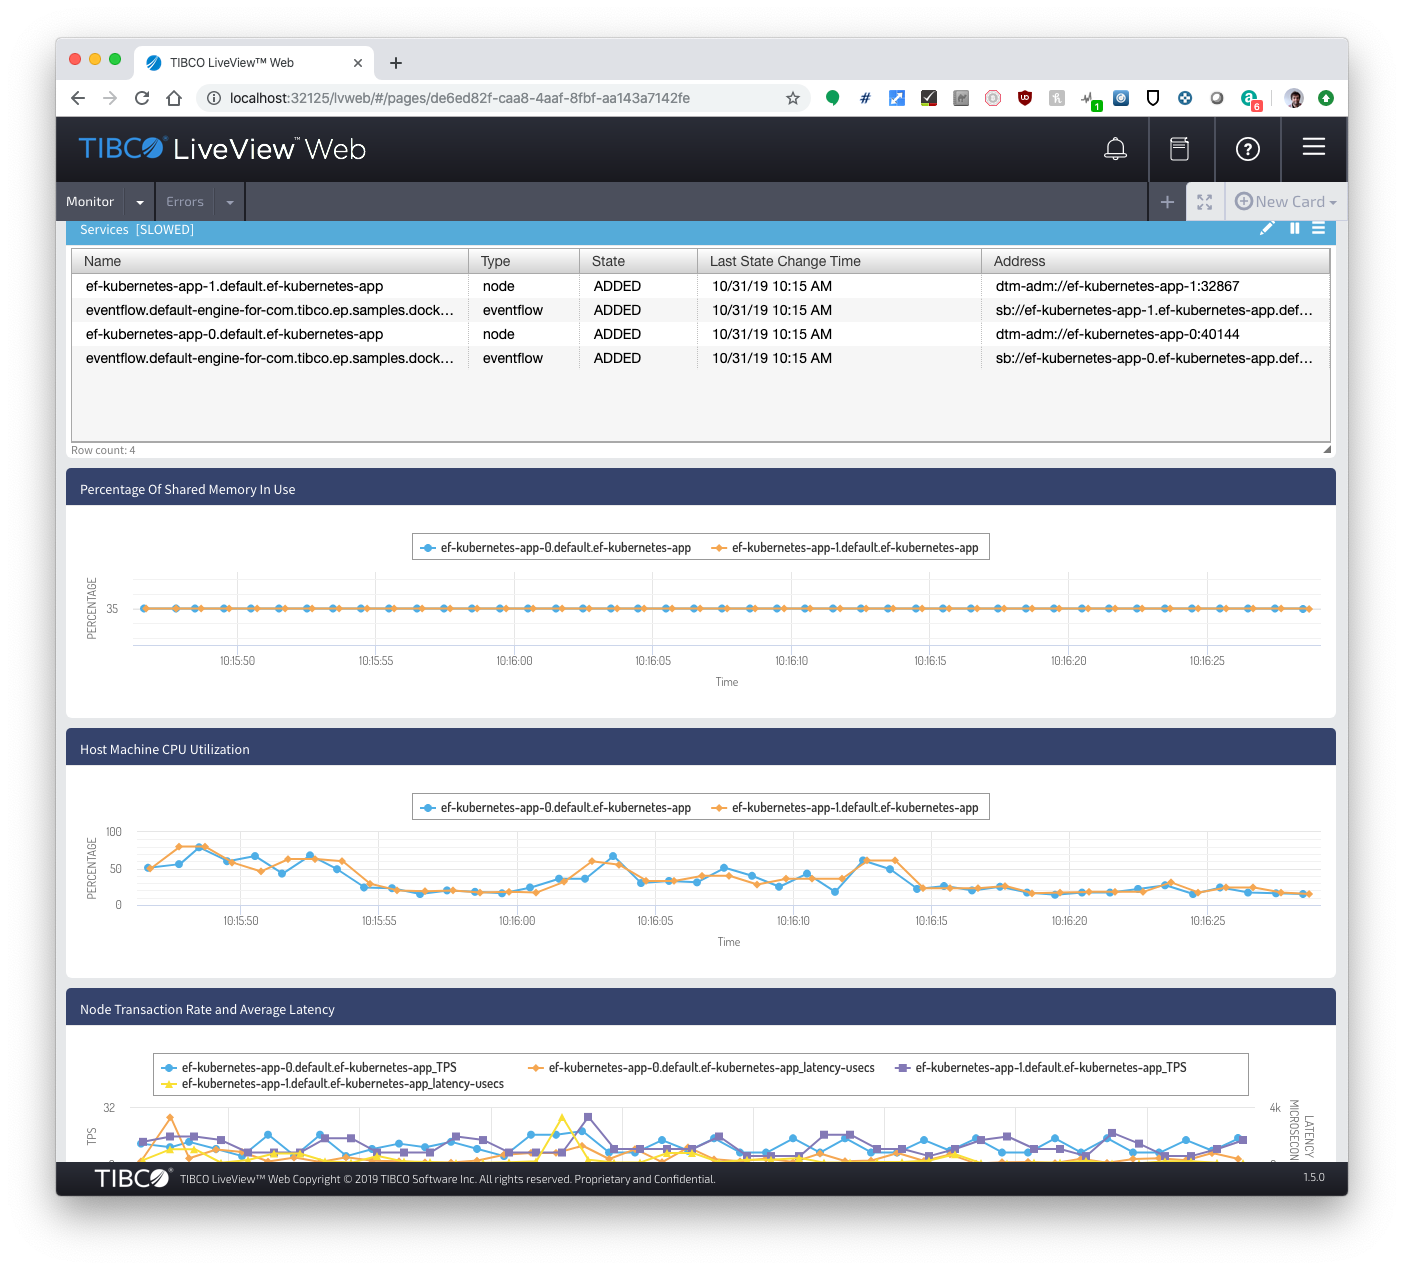 TIBCO LiveView™ Web
localhost:32125/lvweb/#/pages/de6ed82f-caa8-4aaf-8fbf-aa143a7142fe
1
6
TIBCO® LiveView™ Web
Monitor Errors New Card
Services [SLOWED]
Name Type State Last State Change Time Address
ef-kubernetes-app-1.default.ef-kubernetes-app node ADDED 10/31/19 10:15 AM dtm-adm://ef-kubernetes-app-1:32867
eventflow.default-engine-for-com.tibco.ep.samples.dock... eventflow ADDED 10/31/19 10:15 AM sb://ef-kubernetes-app-1.ef-kubernetes-app.def...
ef-kubernetes-app-0.default.ef-kubernetes-app node ADDED 10/31/19 10:15 AM dtm-adm://ef-kubernetes-app-0:40144
eventflow.default-engine-for-com.tibco.ep.samples.dock... eventflow ADDED 10/31/19 10:15 AM sb://ef-kubernetes-app-0.ef-kubernetes-app.def...
Row count: 4
Percentage Of Shared Memory In Use
ef-kubernetes-app-0.default.ef-kubernetes-app ef-kubernetes-app-1.default.ef-kubernetes-app
PERCENTAGE
35
10:15:50 10:15:55 10:16:00 10:16:05 10:16:10 10:16:15 10:16:20 10:16:25
Time
Host Machine CPU Utilization
ef-kubernetes-app-0.default.ef-kubernetes-app ef-kubernetes-app-1.default.ef-kubernetes-app
PERCENTAGE
100
50
0
10:15:50 10:15:55 10:16:00 10:16:05 10:16:10 10:16:15 10:16:20 10:16:25
Time
Node Transaction Rate and Average Latency
ef-kubernetes-app-0.default.ef-kubernetes-app_TPS ef-kubernetes-app-0.default.ef-kubernetes-app_latency-usecs ef-kubernetes-app-1.default.ef-kubernetes-app_TPS
ef-kubernetes-app-1.default.ef-kubernetes-app_latency-usecs
32 4k
TPS
LATENCY
MICROSECON
TIBCO® TIBCO LiveView™ Web Copyright © 2019 TIBCO Software Inc. All rights reserved. Proprietary and Confidential. 1.5.0